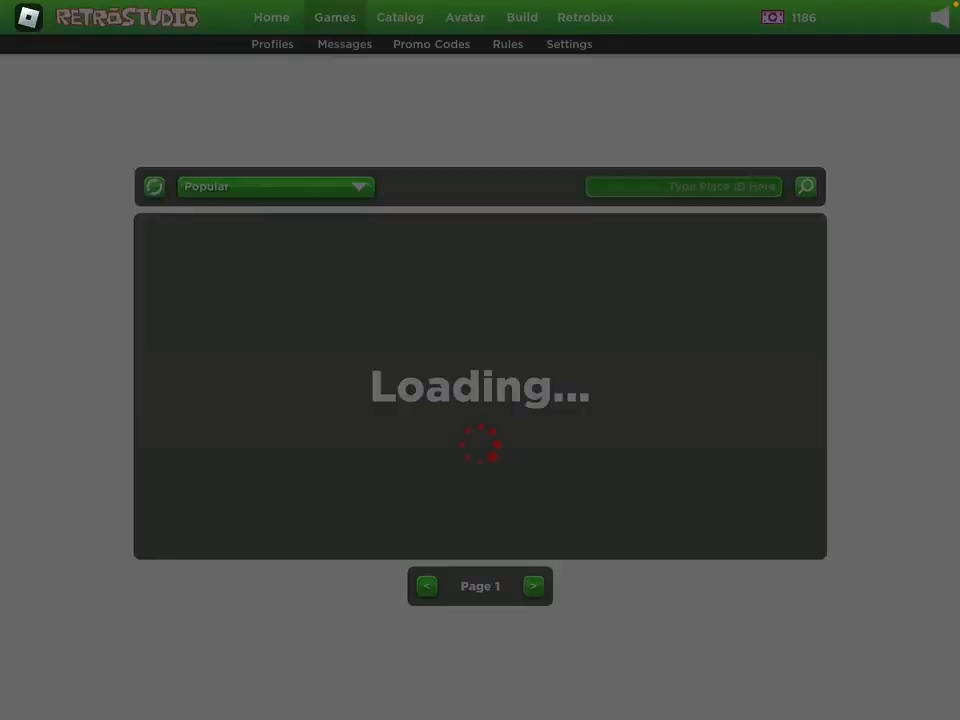 RETROSTUDIO Home Games Catalog Avatar Build Retrobux 1186
Profiles Messages Promo Codes Rules Settings
Popular Type Place ID Here
Loading...
< Page 1 >